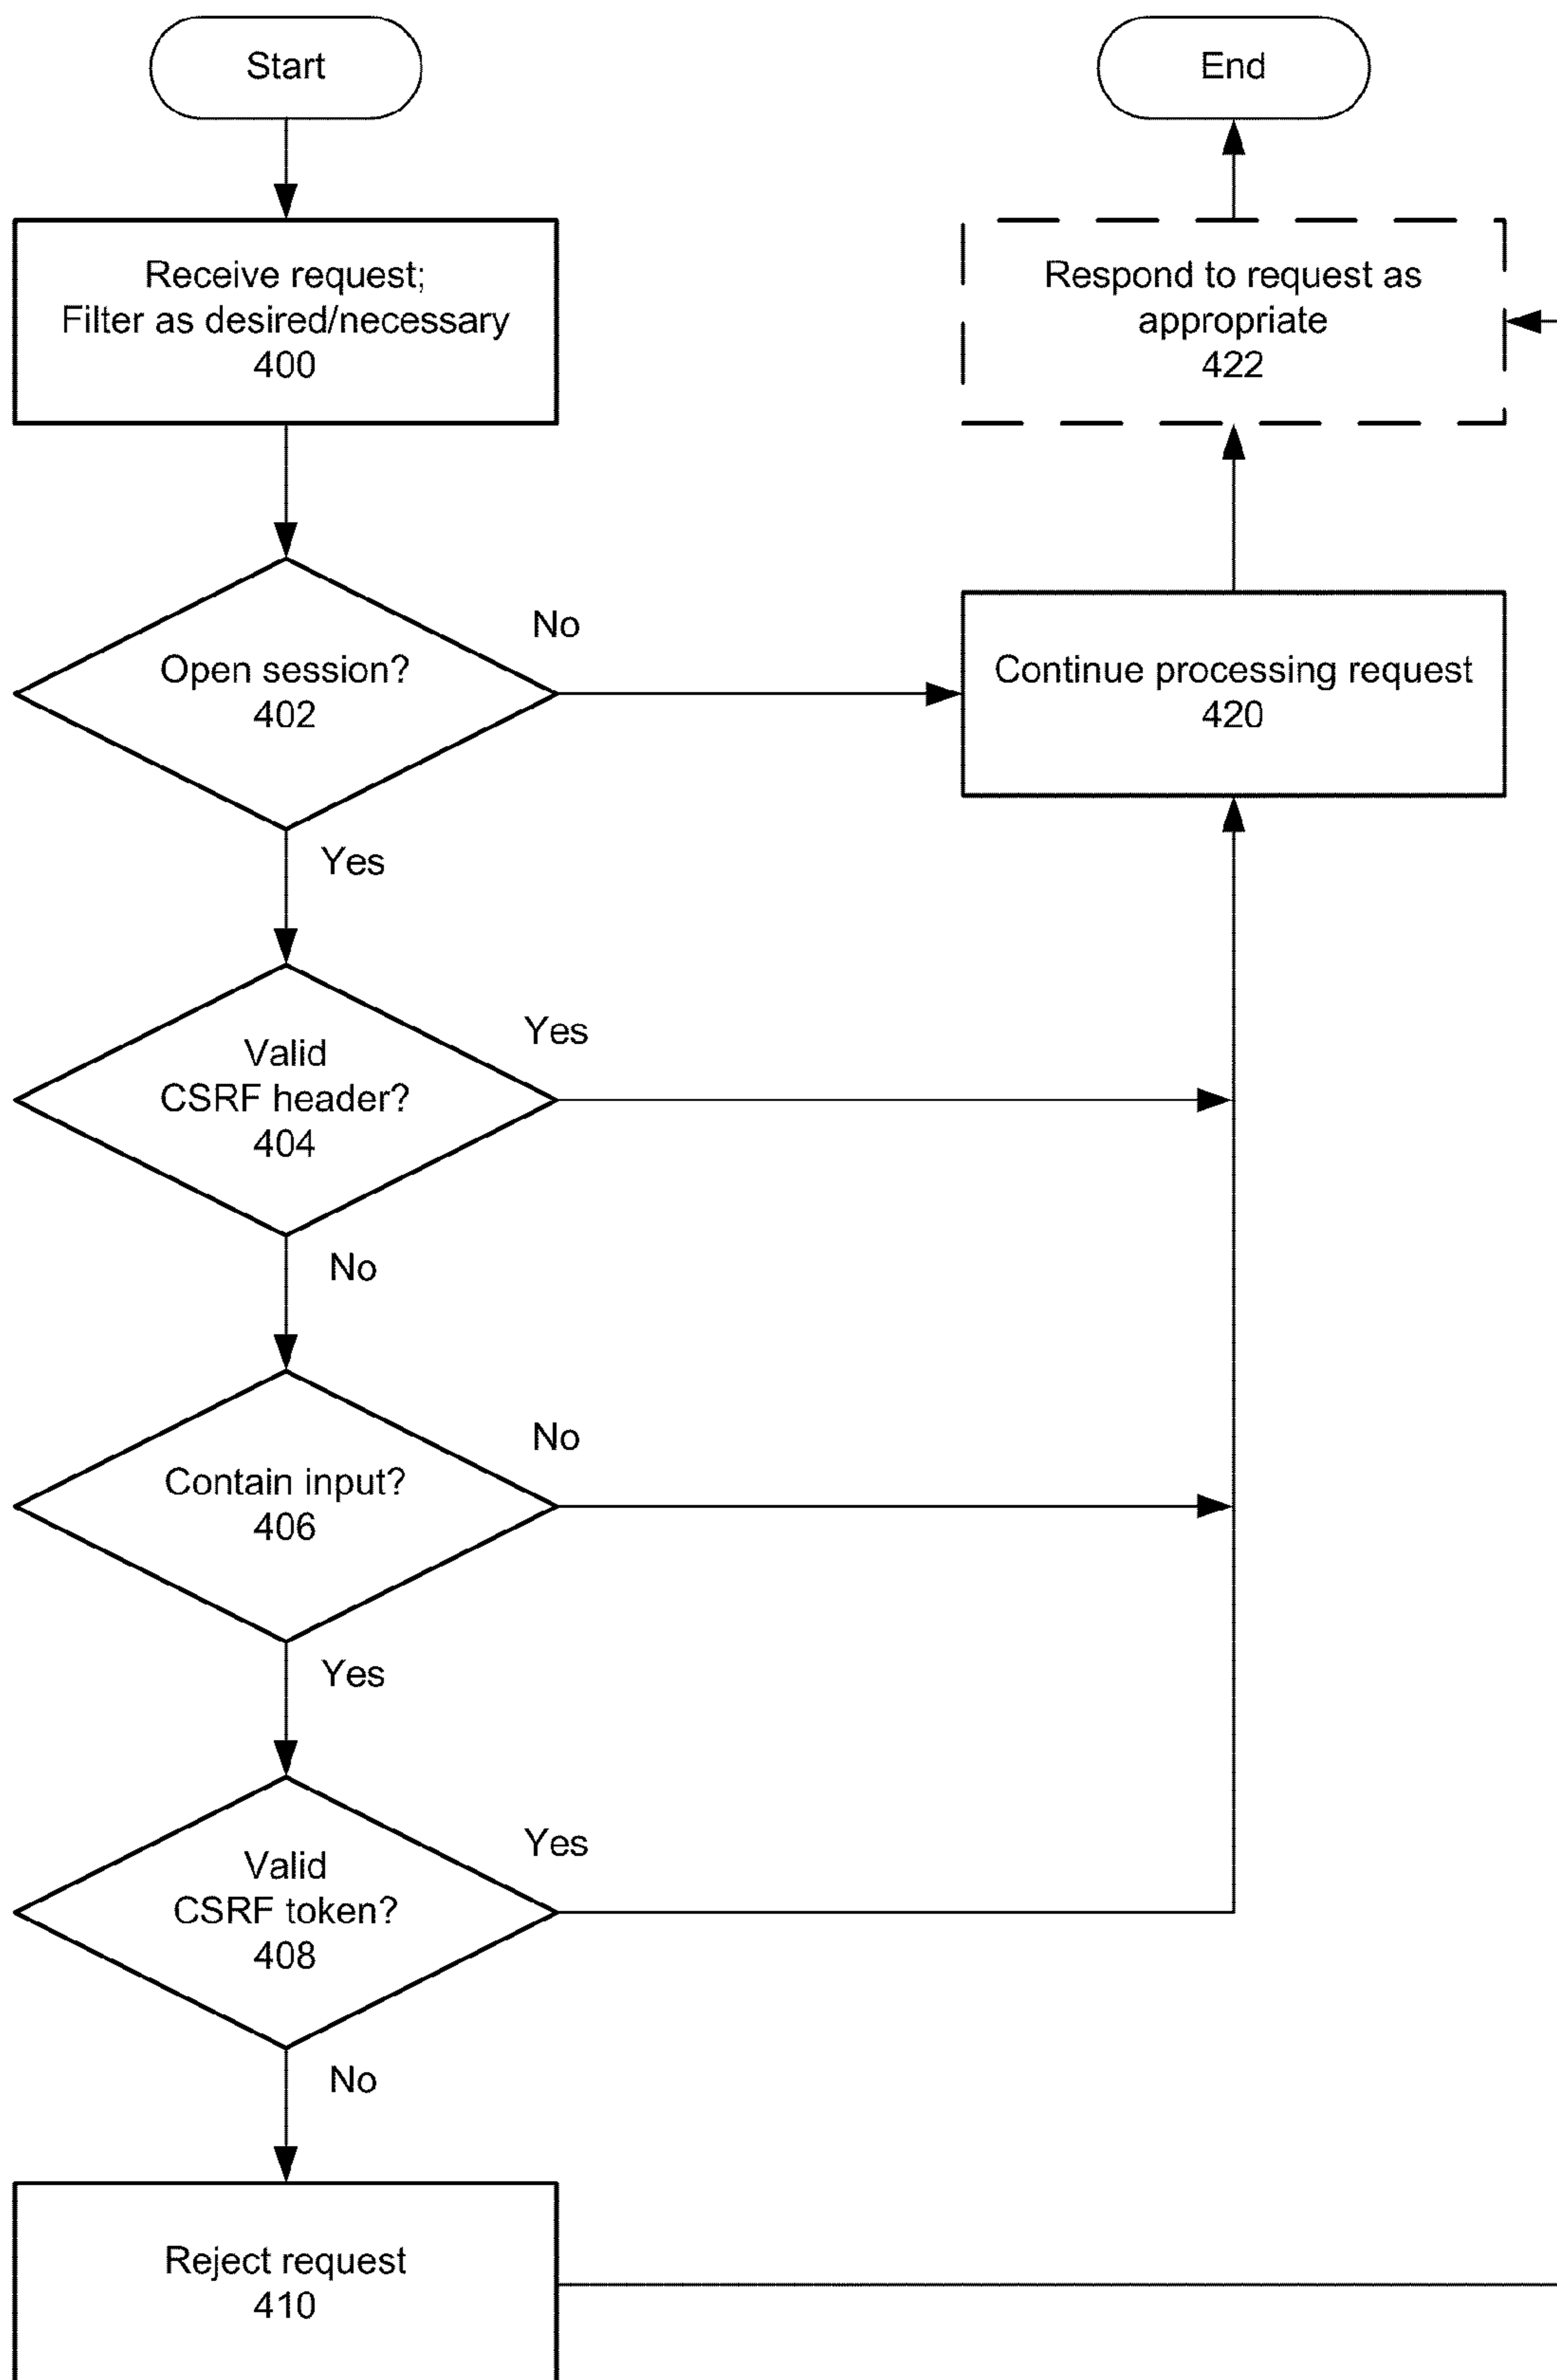 Start
End
Receive request;
Filter as desired/necessary
400
Respond to request as
appropriate
422
No
Open session?
402
Continue processing request
420
Yes
Yes
Valid
CSRF header?
404
No
No
Contain input?
406
Yes
Yes
Valid
CSRF token?
408
No
Reject request
410